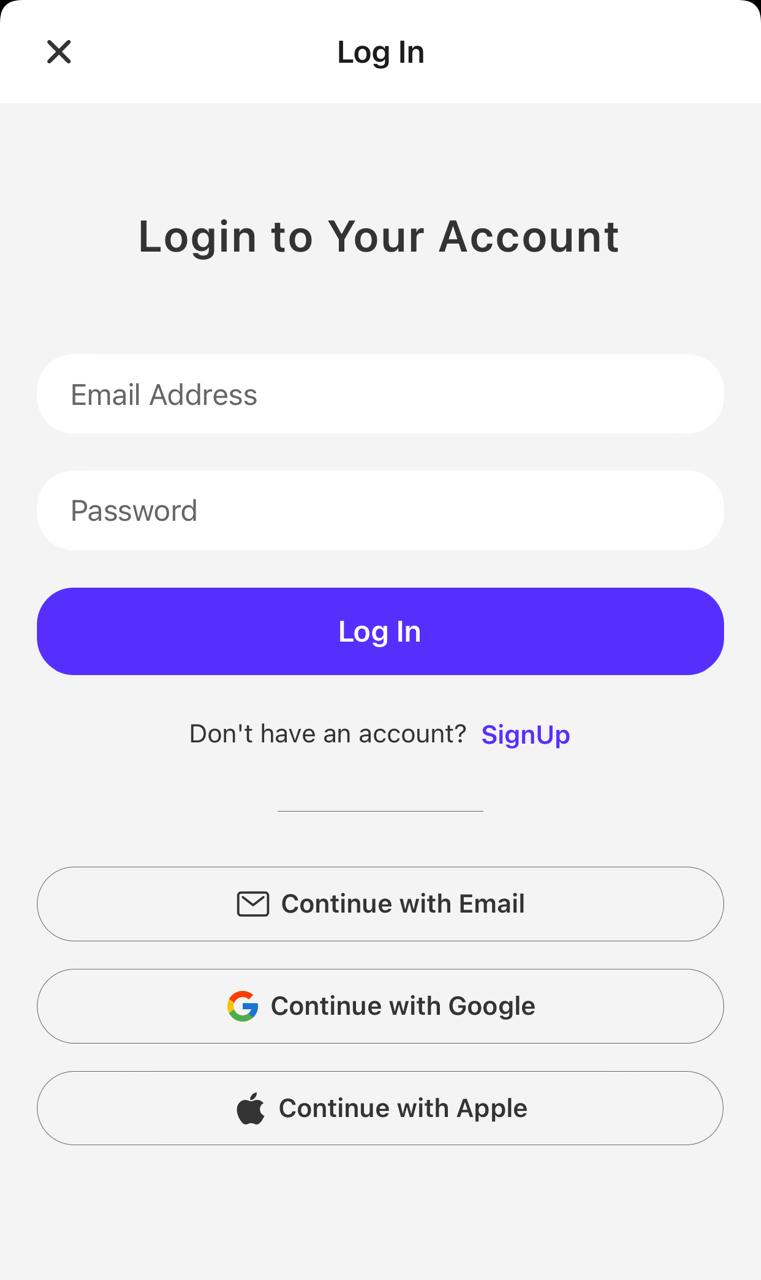 Log In
Login to Your Account
Email Address
Password
Log In
Don't have an account? SignUp
Continue with Email
Continue with Google
Continue with Apple